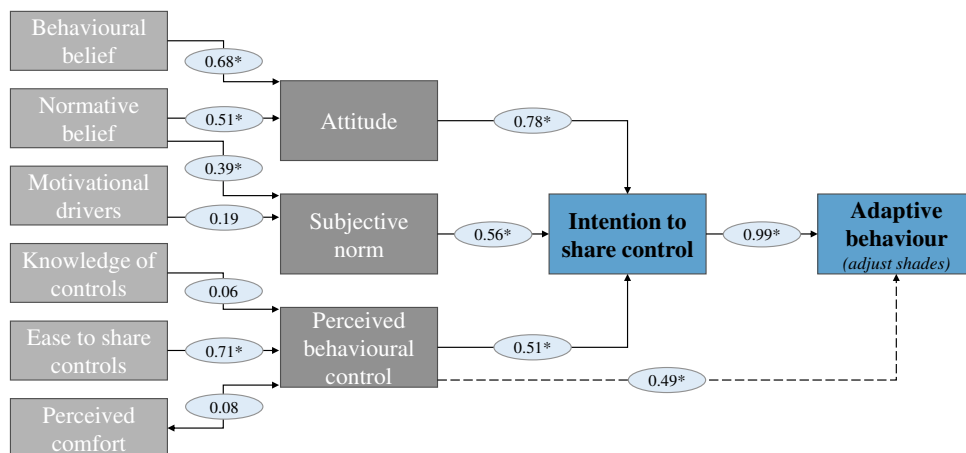 Behavioural
belief
0.68*
Normative
belief
0.51*
Attitude
0.78*
0.39*
Motivational
drivers
0.19
Subjective
norm
0.56*
Intention to
share control
0.99*
Adaptive
behaviour
(adjust shades)
Knowledge of
controls
0.06
Ease to share
controls
0.71*
Perceived
behavioural
control
0.51*
0.49*
0.08
Perceived
comfort